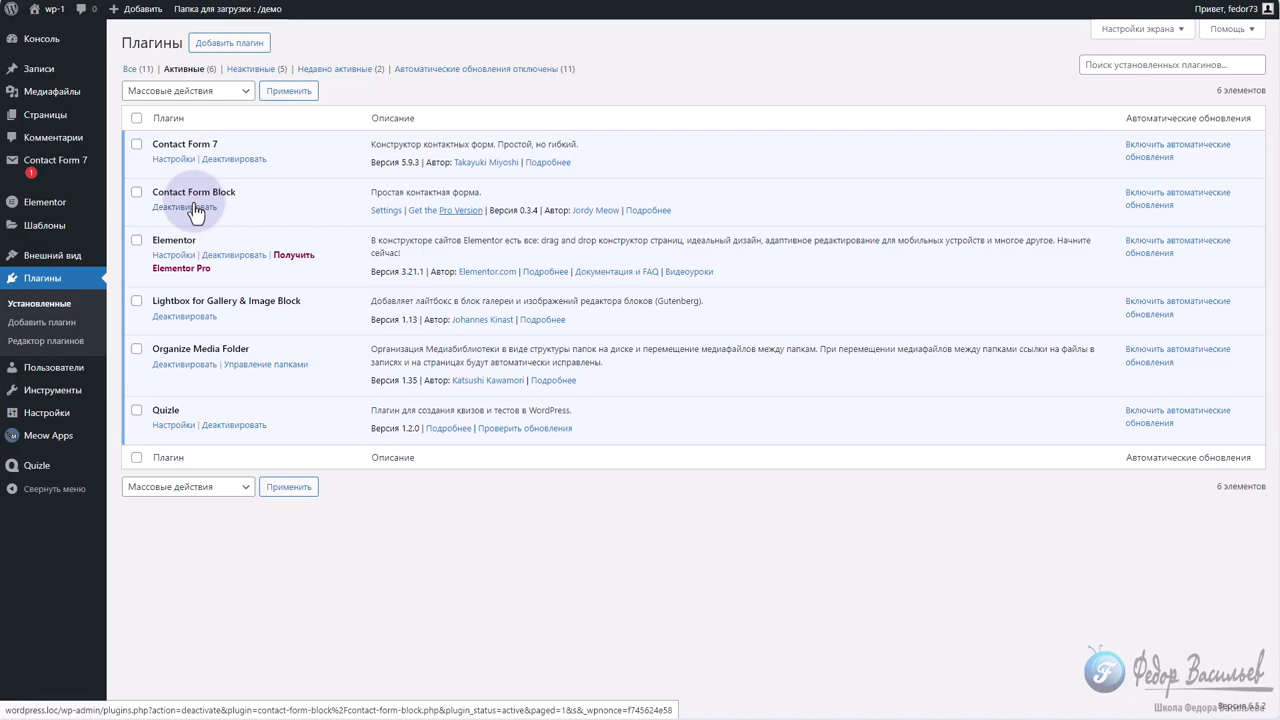 wp-1 0 Добавить Папка для загрузок : /демо Привет, fedor73
Консоль
Записи
Медиафайлы
Страницы
Комментарии
Contact Form 7
1
Elementor
Шаблоны
Внешний вид
Плагины
Установленные
Добавить плагин
Редактор плагинов
Пользователи
Инструменты
Настройки
Meow Apps
Quizle
Свернуть меню
Настройки экрана Помощь
Плагины Добавить плагин
Все (11) | Активные (6) | Неактивные (5) | Недавно активные (2) | Автоматические обновления отключены (11)
Поиск установленных плагинов...
Массовые действия Применить 6 элементов
Плагин Описание Автоматические обновления
Contact Form 7
Настройки | Деактивировать
Конструктор контактных форм. Простой, но гибкий.
Версия 5.9.3 | Автор: Takayuki Miyoshi | Подробнее
Включить автоматические
обновления
Contact Form Block
Деактивировать
Простая контактная форма.
Settings | Get the Pro Version | Версия 0.3.4 | Автор: Jordy Meow | Подробнее
Включить автоматические
обновления
Elementor
Настройки | Деактивировать | Получить
Elementor Pro
В конструкторе сайтов Elementor есть все: drag and drop конструктор страниц, идеальный дизайн, адаптивное редактирование для мобильных устройств и многое другое. Начните
сейчас!
Версия 3.21.1 | Автор: Elementor.com | Подробнее | Документация и FAQ | Видеоуроки
Включить автоматические
обновления
Lightbox for Gallery & Image Block
Деактивировать
Добавляет лайтбокс в блок галереи и изображений редактора блоков (Gutenberg).
Версия 1.13 | Автор: Johannes Kinast | Подробнее
Включить автоматические
обновления
Organize Media Folder
Деактивировать | Управление папками
Организация Медиабиблиотеки в виде структуры папок на диске и перемещение медиафайлов между папкам. При перемещении медиафайлов между папками ссылки на файлы в
записях и на страницах будут автоматически исправлены.
Версия 1.35 | Автор: Katsushi Kawamori | Подробнее
Включить автоматические
обновления
Quizle
Настройки | Деактивировать
Плагин для создания квизов и тестов в WordPress.
Версия 1.2.0 | Подробнее | Проверить обновления
Включить автоматические
обновления
Плагин Описание Автоматические обновления
Массовые действия Применить 6 элементов
Федор Васильев
Школа Федора Васильева
Версия 6.5.2
wordpress.loc/wp-admin/plugins.php?action=deactivate&plugin=contact-form-block%2Fcontact-form-block.php&plugin_status=active&paged=1&s&_wpnonce=f745624e58